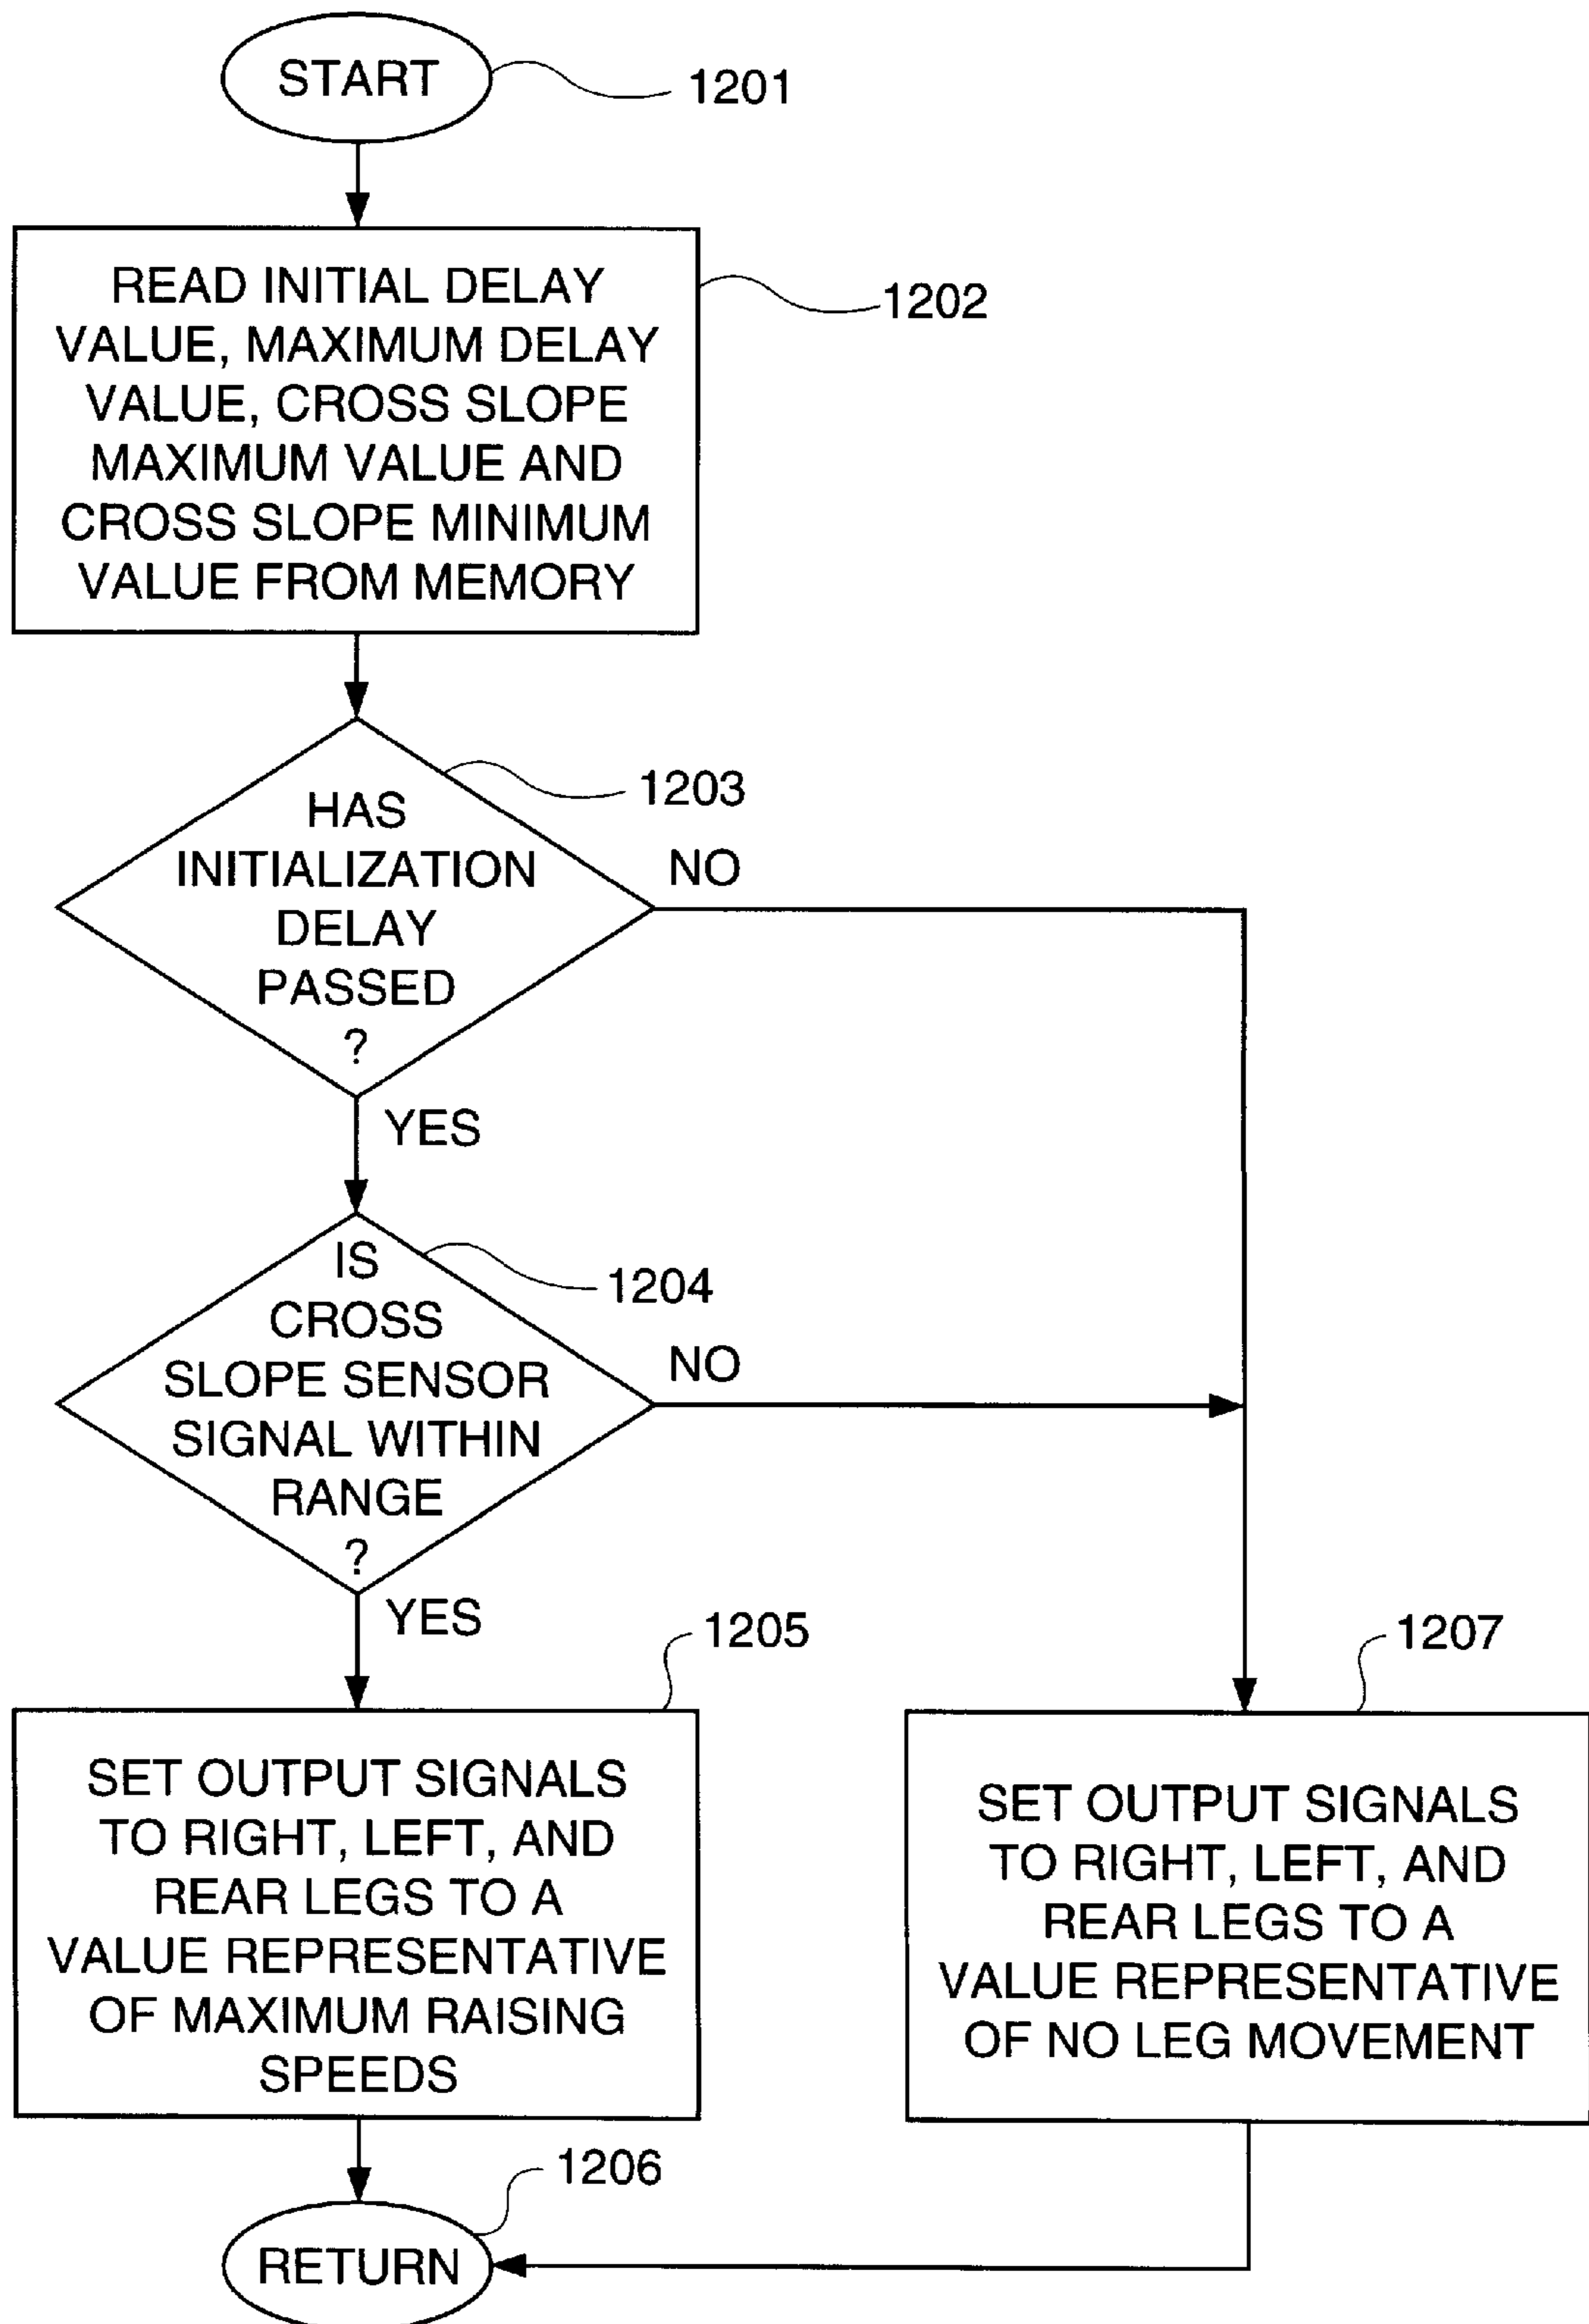 START
1201
READ INITIAL DELAY
VALUE, MAXIMUM DELAY
VALUE, CROSS SLOPE
MAXIMUM VALUE AND
CROSS SLOPE MINIMUM
VALUE FROM MEMORY
1202
HAS
INITIALIZATION
DELAY
PASSED
?
1203
NO
YES
IS
CROSS
SLOPE SENSOR
SIGNAL WITHIN
RANGE
?
1204
NO
YES
1205
SET OUTPUT SIGNALS
TO RIGHT, LEFT, AND
REAR LEGS TO A
VALUE REPRESENTATIVE
OF MAXIMUM RAISING
SPEEDS
1207
SET OUTPUT SIGNALS
TO RIGHT, LEFT, AND
REAR LEGS TO A
VALUE REPRESENTATIVE
OF NO LEG MOVEMENT
1206
RETURN